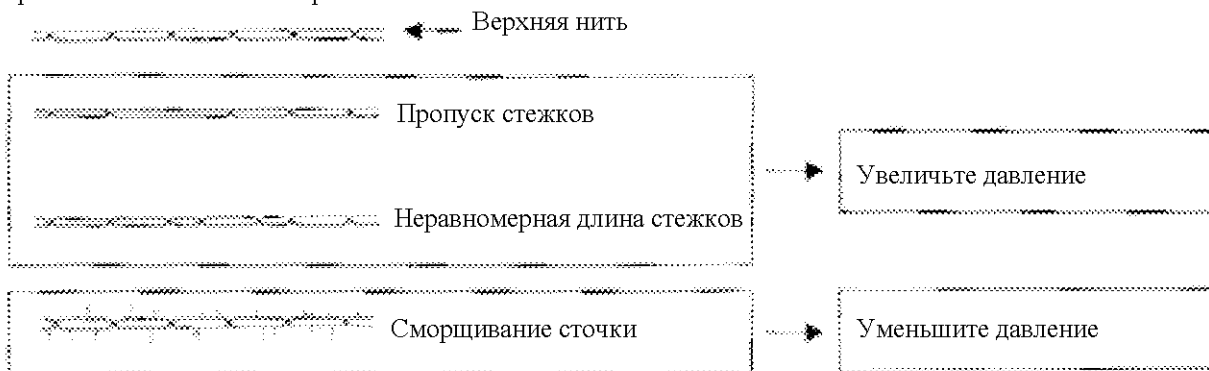 Верхняя нить
Пропуск стежков
Увеличьте давление
Неравномерная длина стежков
Сморщивание сточки
Уменьшите давление